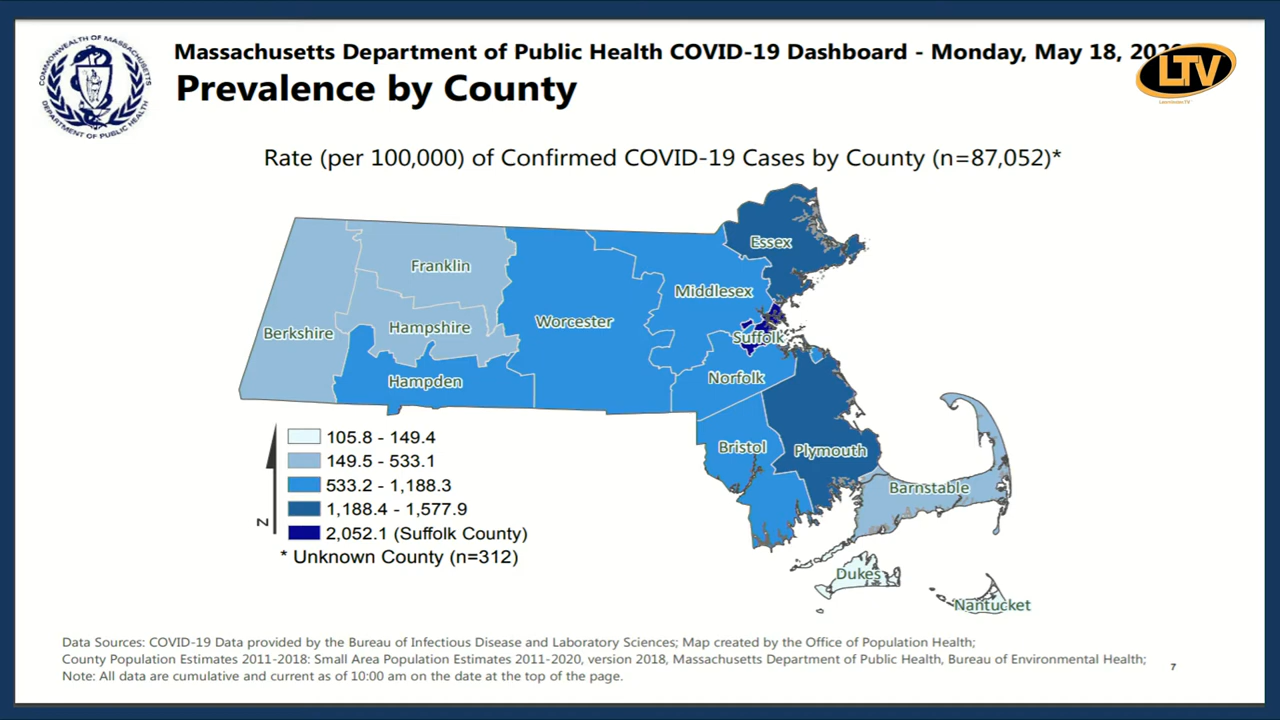 Massachusetts Department of Public Health COVID-19 Dashboard - Monday, May 18,
LTV
Prevalence by County
COMMONWEALTH OF MASSACHUSETTS
DEPARTMENT OF PUBLIC HEALTH
Rate (per 100,000) of Confirmed COVID-19 Cases by County (n=87,052)*
Essex
Franklin
Middlesex
Worcester
Hampshire
Berkshire
Suffolk
Norfolk
Hampden
Bristol
Plymouth
Barnstable
Dukes
Nantucket
105.8 - 149.4
149.5 - 533.1
533.2 - 1,188.3
1,188.4 - 1,577.9
2,052.1 (Suffolk County)
* Unknown County (n=312)
N
Data Sources: COVID-19 Data provided by the Bureau of Infectious Disease and Laboratory Sciences; Map created by the Office of Population Health;
County Population Estimates 2011-2018: Small Area Population Estimates 2011-2020, version 2018, Massachusetts Department of Public Health, Bureau of Environmental Health;
Note: All data are cumulative and current as of 10:00 am on the date at the top of the page.
7